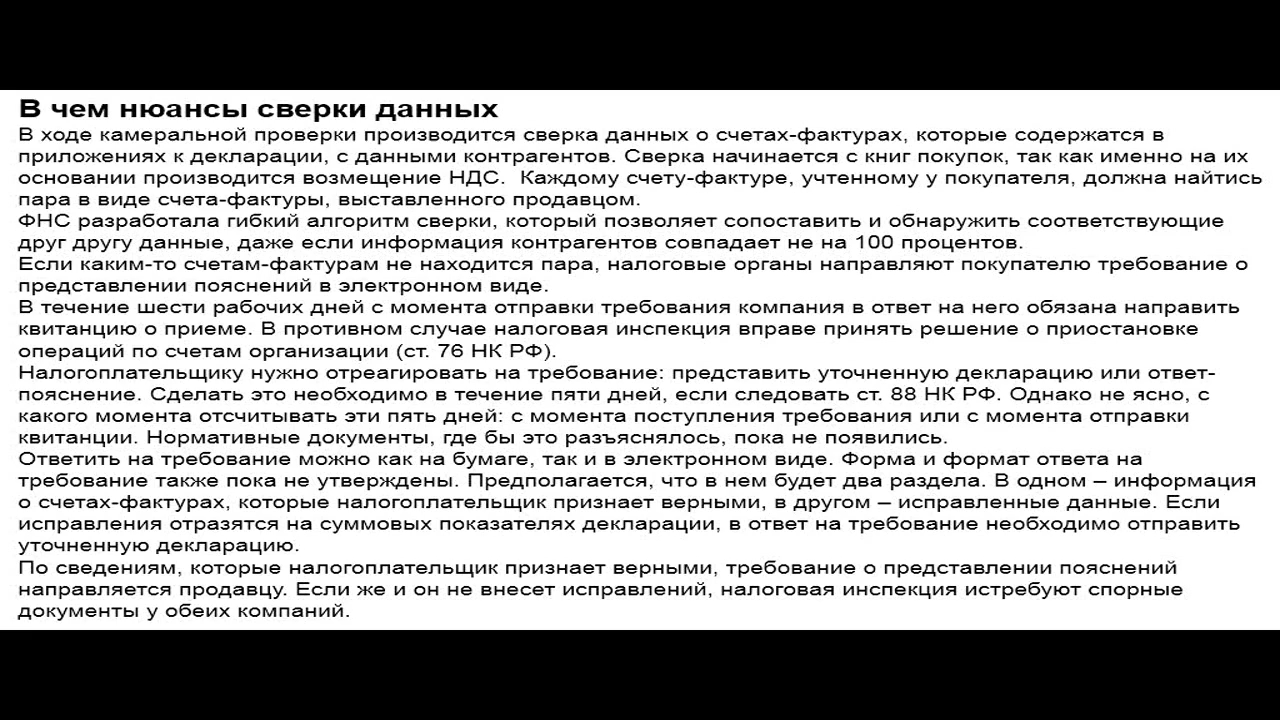 В чем нюансы сверки данных
В ходе камеральной проверки производится сверка данных о счетах-фактурах, которые содержатся в
приложениях к декларации, с данными контрагентов. Сверка начинается с книг покупок, так как именно на их
основании производится возмещение НДС.  Каждому счету-фактуре, учтенному у покупателя, должна найтись
пара в виде счета-фактуры, выставленного продавцом.
ФНС разработала гибкий алгоритм сверки, который позволяет сопоставить и обнаружить соответствующие
друг другу данные, даже если информация контрагентов совпадает не на 100 процентов.
Если каким-то счетам-фактурам не находится пара, налоговые органы направляют покупателю требование о
представлении пояснений в электронном виде.
В течение шести рабочих дней с момента отправки требования компания в ответ на него обязана направить
квитанцию о приеме. В противном случае налоговая инспекция вправе принять решение о приостановке
операций по счетам организации (ст. 76 НК РФ).
Налогоплательщику нужно отреагировать на требование: представить уточненную декларацию или ответ-
пояснение. Сделать это необходимо в течение пяти дней, если следовать ст. 88 НК РФ. Однако не ясно, с
какого момента отсчитывать эти пять дней: с момента поступления требования или с момента отправки
квитанции. Нормативные документы, где бы это разъяснялось, пока не появились.
Ответить на требование можно как на бумаге, так и в электронном виде. Форма и формат ответа на
требование также пока не утверждены. Предполагается, что в нем будет два раздела. В одном – информация
о счетах-фактурах, которые налогоплательщик признает верными, в другом – исправленные данные. Если
исправления отразятся на суммовых показателях декларации, в ответ на требование необходимо отправить
уточненную декларацию.
По сведениям, которые налогоплательщик признает верными, требование о представлении пояснений
направляется продавцу. Если же и он не внесет исправлений, налоговая инспекция истребуют спорные
документы у обеих компаний.